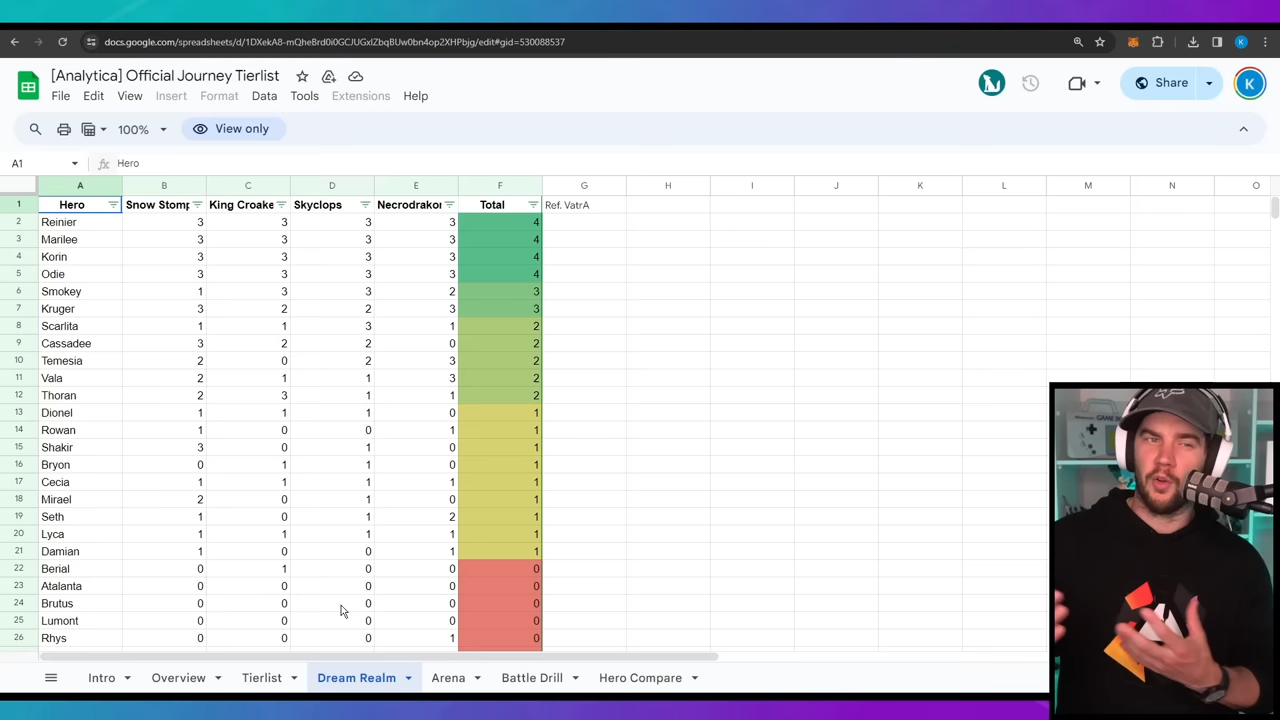 docs.google.com/spreadsheets/d/1DXekA8-mQheBrd0i0GCJUGxlZbqBUw0bn4op2XHPbjg/edit#gid=530088537
K
[Analytica] Official Journey Tierlist
File Edit View Insert Format Data Tools Extensions Help
Share K
100% View only
A1 fx Hero
A B C D E F G H I J K L M N O
1 Hero Snow Stomp King Croake Skyclops Necrodrakon Total Ref. VatrA
2 Reinier 3 3 3 3 4
3 Marilee 3 3 3 3 4
4 Korin 3 3 3 3 4
5 Odie 3 3 3 3 4
6 Smokey 1 3 3 2 3
7 Kruger 3 2 2 3 3
8 Scarlita 1 1 3 1 2
9 Cassadee 3 2 2 0 2
10 Temesia 2 0 2 3 2
11 Vala 2 1 1 3 2
12 Thoran 2 3 1 1 2
13 Dionel 1 1 1 0 1
14 Rowan 1 0 0 1 1
15 Shakir 3 0 1 0 1
16 Bryon 0 1 1 0 1
17 Cecia 1 1 1 1 1
18 Mirael 2 0 1 0 1
19 Seth 1 0 1 2 1
20 Lyca 1 1 1 1 1
21 Damian 1 0 0 1 1
22 Berial 0 1 0 0 0
23 Atalanta 0 0 0 0 0
24 Brutus 0 0 0 0 0
25 Lumont 0 0 0 0 0
26 Rhys 0 0 0 1 0
Intro Overview Tierlist Dream Realm Arena Battle Drill Hero Compare